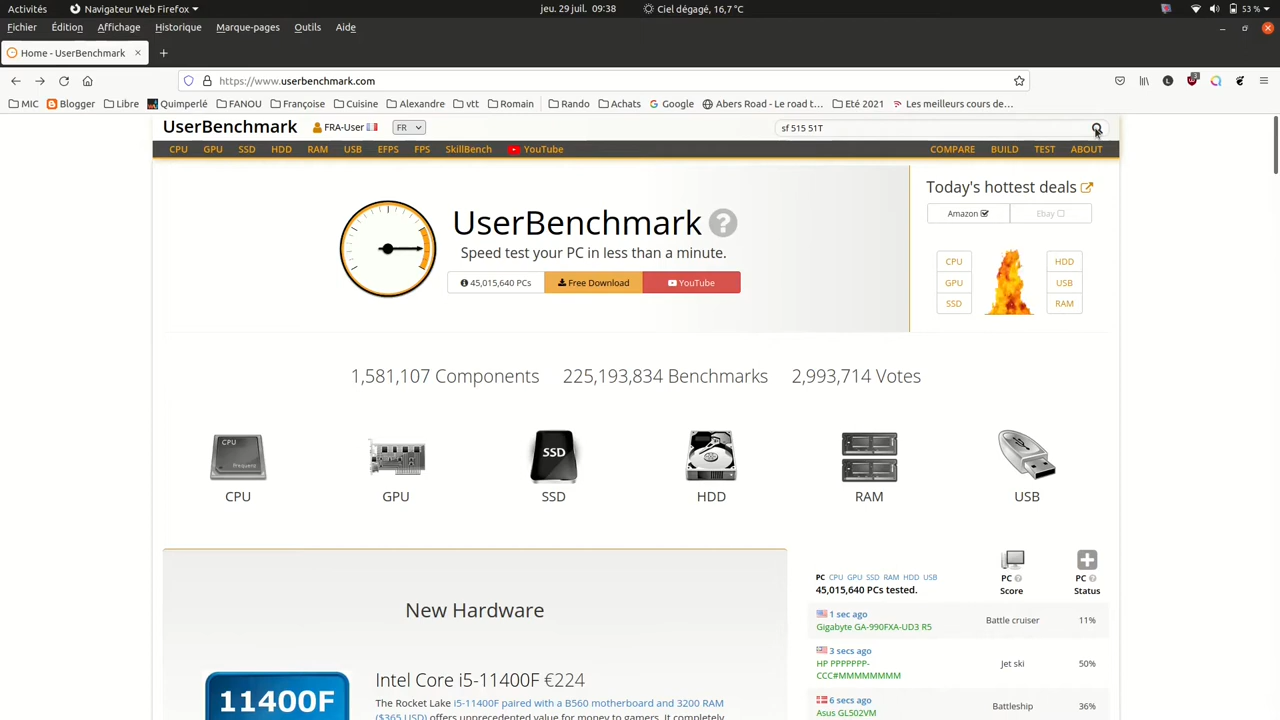 Activités Navigateur Web Firefox jeu. 29 juil. 09:38 Ciel dégagé, 16,7 °C 53 %
Fichier Édition Affichage Historique Marque-pages Outils Aide
Home - UserBenchmark
https://www.userbenchmark.com
MIC Blogger Libre Quimperlé FANOU Françoise Cuisine Alexandre vtt Romain Rando Achats Google Abers Road - Le road t… Eté 2021 Les meilleurs cours de…
UserBenchmark FRA-User FR sf 515 51T
CPU GPU SSD HDD RAM USB EFPS FPS SkillBench YouTube COMPARE BUILD TEST ABOUT
UserBenchmark ?
Speed test your PC in less than a minute.
45,015,640 PCs Free Download YouTube
Today's hottest deals
Amazon Ebay
CPU HDD
GPU USB
SSD RAM
1,581,107 Components 225,193,834 Benchmarks 2,993,714 Votes
CPU
Frequenz
SSD
CPU GPU SSD HDD RAM USB
New Hardware
11400F
Intel Core i5-11400F €224
The Rocket Lake i5-11400F paired with a B560 motherboard and 3200 RAM
($365 USD) offers unprecedented value for money to gamers. It completely
PC CPU GPU SSD RAM HDD USB
45,015,640 PCs tested.
PC ? Score
PC ? Status
1 sec ago
Gigabyte GA-990FXA-UD3 R5 Battle cruiser 11%
3 secs ago
HP PPPPPPP-
CCC#MMMMMMMM Jet ski 50%
6 secs ago
Asus GL502VM Battleship 36%